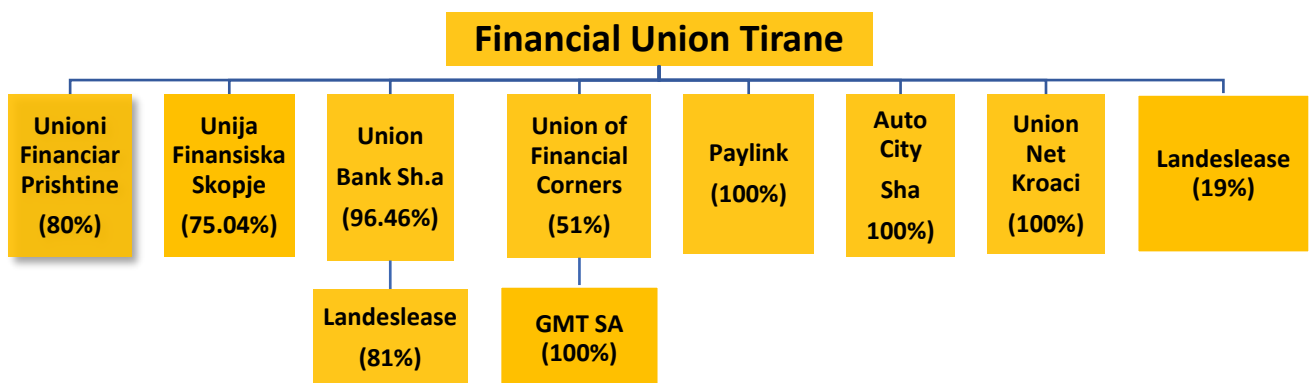 Financial Union Tirane
Unioni
Financiar
Prishtine
(80%)
Unija
Finansiska
Skopje
(75.04%)
Union
Bank Sh.a
(96.46%)
Union of
Financial
Corners
(51%)
Paylink
(100%)
Auto
City
Sha
100%)
Union
Net
Kroaci
(100%)
Landeslease
(19%)
Landeslease
(81%)
GMT SA
(100%)